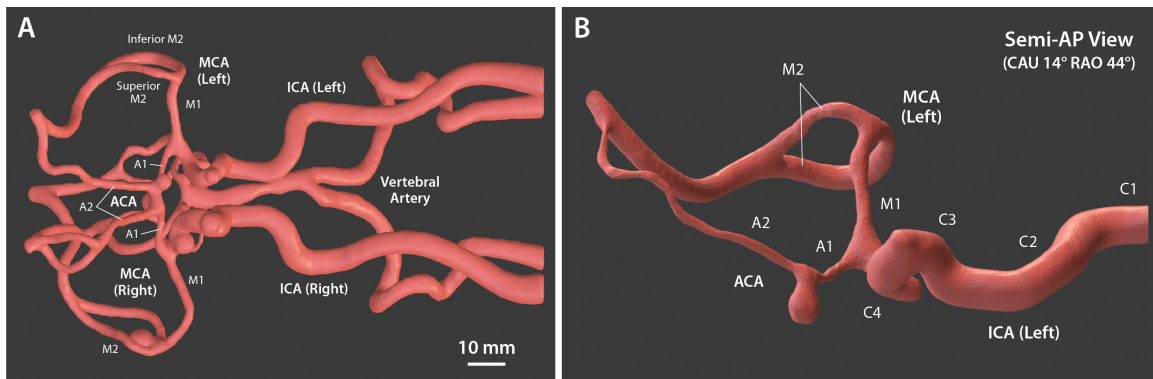 A
Inferior M2
MCA
(Left)
ICA (Left)
Superior
M2
M1
A1
Vertebral
Artery
ACA
A2
A1
MCA
(Right)
M1
ICA (Right)
M2
10 mm
B
Semi-AP View
(CAU 14° RAO 44°)
M2
MCA
(Left)
C1
M1
C3
A2
C2
A1
ACA
C4
ICA (Left)